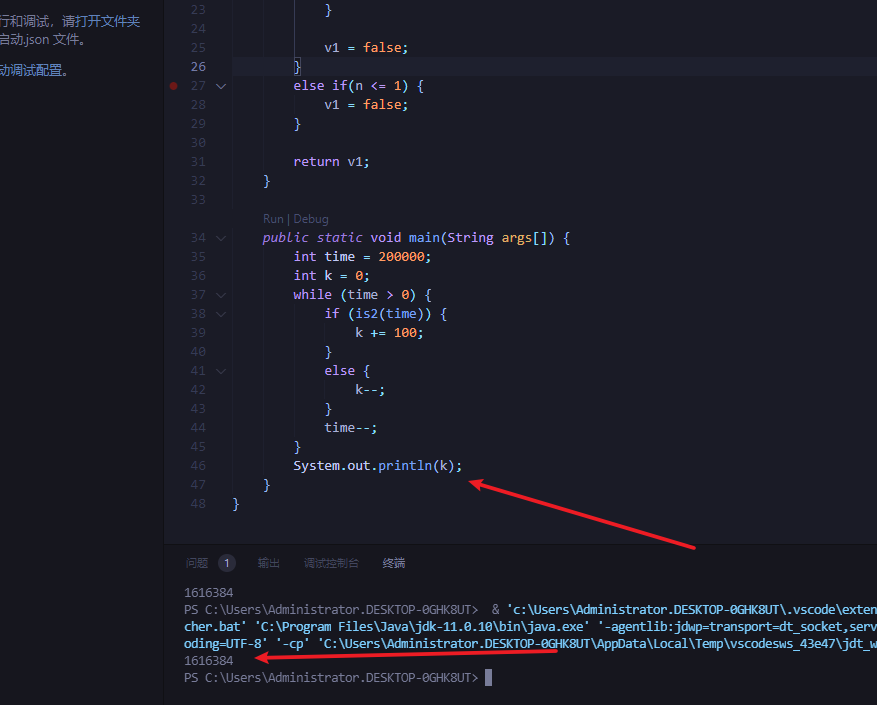 行和调试，请打开文件夹
启动.json 文件。
动调试配置。
23 }
24
25 v1 = false;
26 }
27 else if(n <= 1) {
28 v1 = false;
29 }
30
31 return v1;
32 }
33
Run | Debug
34 public static void main(String args[]) {
35 int time = 200000;
36 int k = 0;
37 while (time > 0) {
38 if (is2(time)) {
39 k += 100;
40 }
41 else {
42 k--;
43 }
44 time--;
45 }
46 System.out.println(k);
47 }
48 }
问题 1 输出 调试控制台 终端
1616384
PS C:\Users\Administrator.DESKTOP-0GHK8UT> & 'c:\Users\Administrator.DESKTOP-0GHK8UT\.vscode\exten
cher.bat' 'C:\Program Files\Java\jdk-11.0.10\bin\java.exe' '-agentlib:jdwp=transport=dt_socket,serv
oding=UTF-8' '-cp' 'C:\Users\Administrator.DESKTOP-0GHK8UT\AppData\Local\Temp\vscodesws_43e47\jdt_w
1616384
PS C:\Users\Administrator.DESKTOP-0GHK8UT>